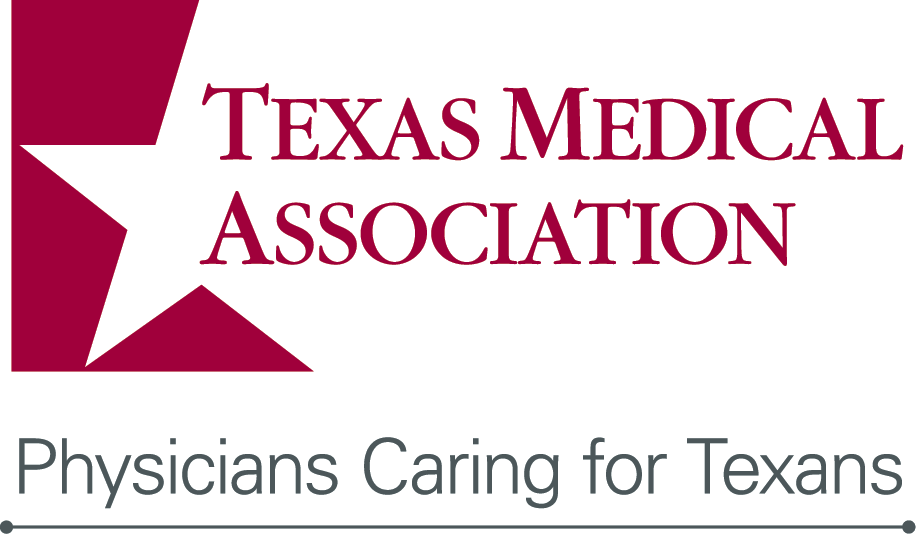 TEXAS MEDICAL
ASSOCIATION
Physicians Caring for Texans